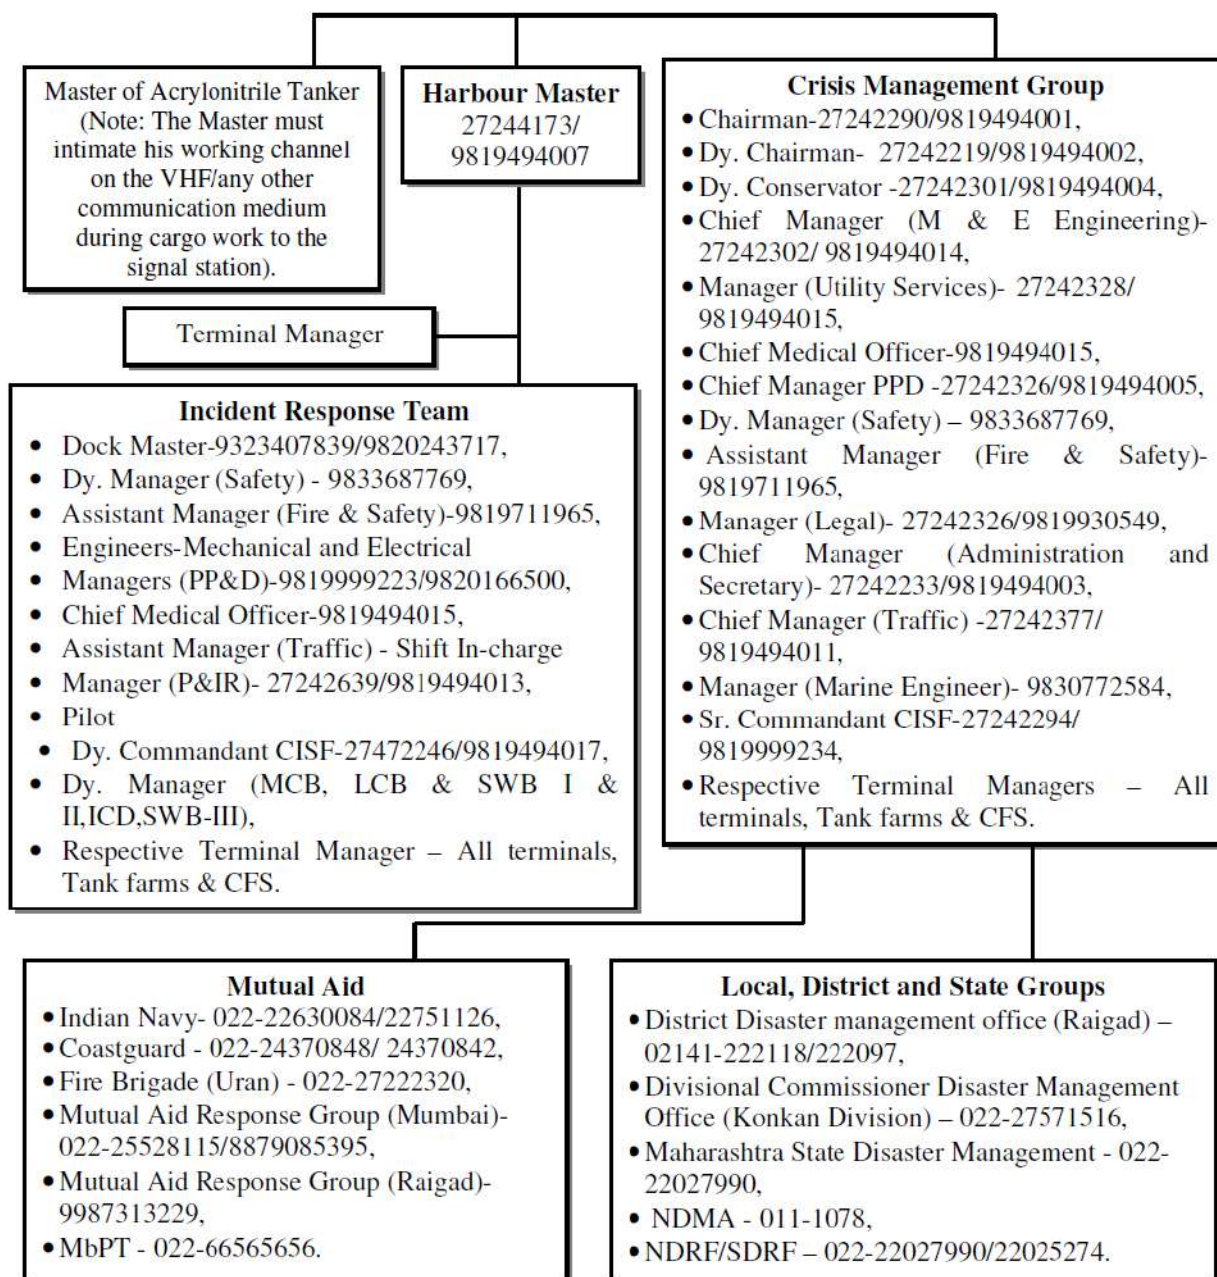 Master of Acrylonitrile Tanker
(Note: The Master must
intimate his working channel
on the VHF/any other
communication medium
during cargo work to the
signal station).
Harbour Master
27244173/
9819494007
Crisis Management Group
• Chairman-27242290/9819494001,
• Dy. Chairman- 27242219/9819494002,
• Dy. Conservator -27242301/9819494004,
• Chief Manager (M & E Engineering)-
27242302/ 9819494014,
• Manager (Utility Services)- 27242328/
9819494015,
• Chief Medical Officer-9819494015,
• Chief Manager PPD -27242326/9819494005,
• Dy. Manager (Safety) – 9833687769,
• Assistant Manager (Fire & Safety)-
9819711965,
• Manager (Legal)- 27242326/9819930549,
• Chief Manager (Administration and
Secretary)- 27242233/9819494003,
• Chief Manager (Traffic) -27242377/
9819494011,
• Manager (Marine Engineer)- 9830772584,
• Sr. Commandant CISF-27242294/
9819999234,
• Respective Terminal Managers – All
terminals, Tank farms & CFS.
Terminal Manager
Incident Response Team
• Dock Master-9323407839/9820243717,
• Dy. Manager (Safety) - 9833687769,
• Assistant Manager (Fire & Safety)-9819711965,
• Engineers-Mechanical and Electrical
• Managers (PP&D)-9819999223/9820166500,
• Chief Medical Officer-9819494015,
• Assistant Manager (Traffic) - Shift In-charge
• Manager (P&IR)- 27242639/9819494013,
• Pilot
• Dy. Commandant CISF-27472246/9819494017,
• Dy. Manager (MCB, LCB & SWB I &
II,ICD,SWB-III),
• Respective Terminal Manager – All terminals,
Tank farms & CFS.
Mutual Aid
• Indian Navy- 022-22630084/22751126,
• Coastguard - 022-24370848/ 24370842,
• Fire Brigade (Uran) - 022-27222320,
• Mutual Aid Response Group (Mumbai)-
022-25528115/8879085395,
• Mutual Aid Response Group (Raigad)-
9987313229,
• MbPT - 022-66565656.
Local, District and State Groups
• District Disaster management office (Raigad) –
02141-222118/222097,
• Divisional Commissioner Disaster Management
Office (Konkan Division) – 022-27571516,
• Maharashtra State Disaster Management - 022-
22027990,
• NDMA - 011-1078,
• NDRF/SDRF – 022-22027990/22025274.